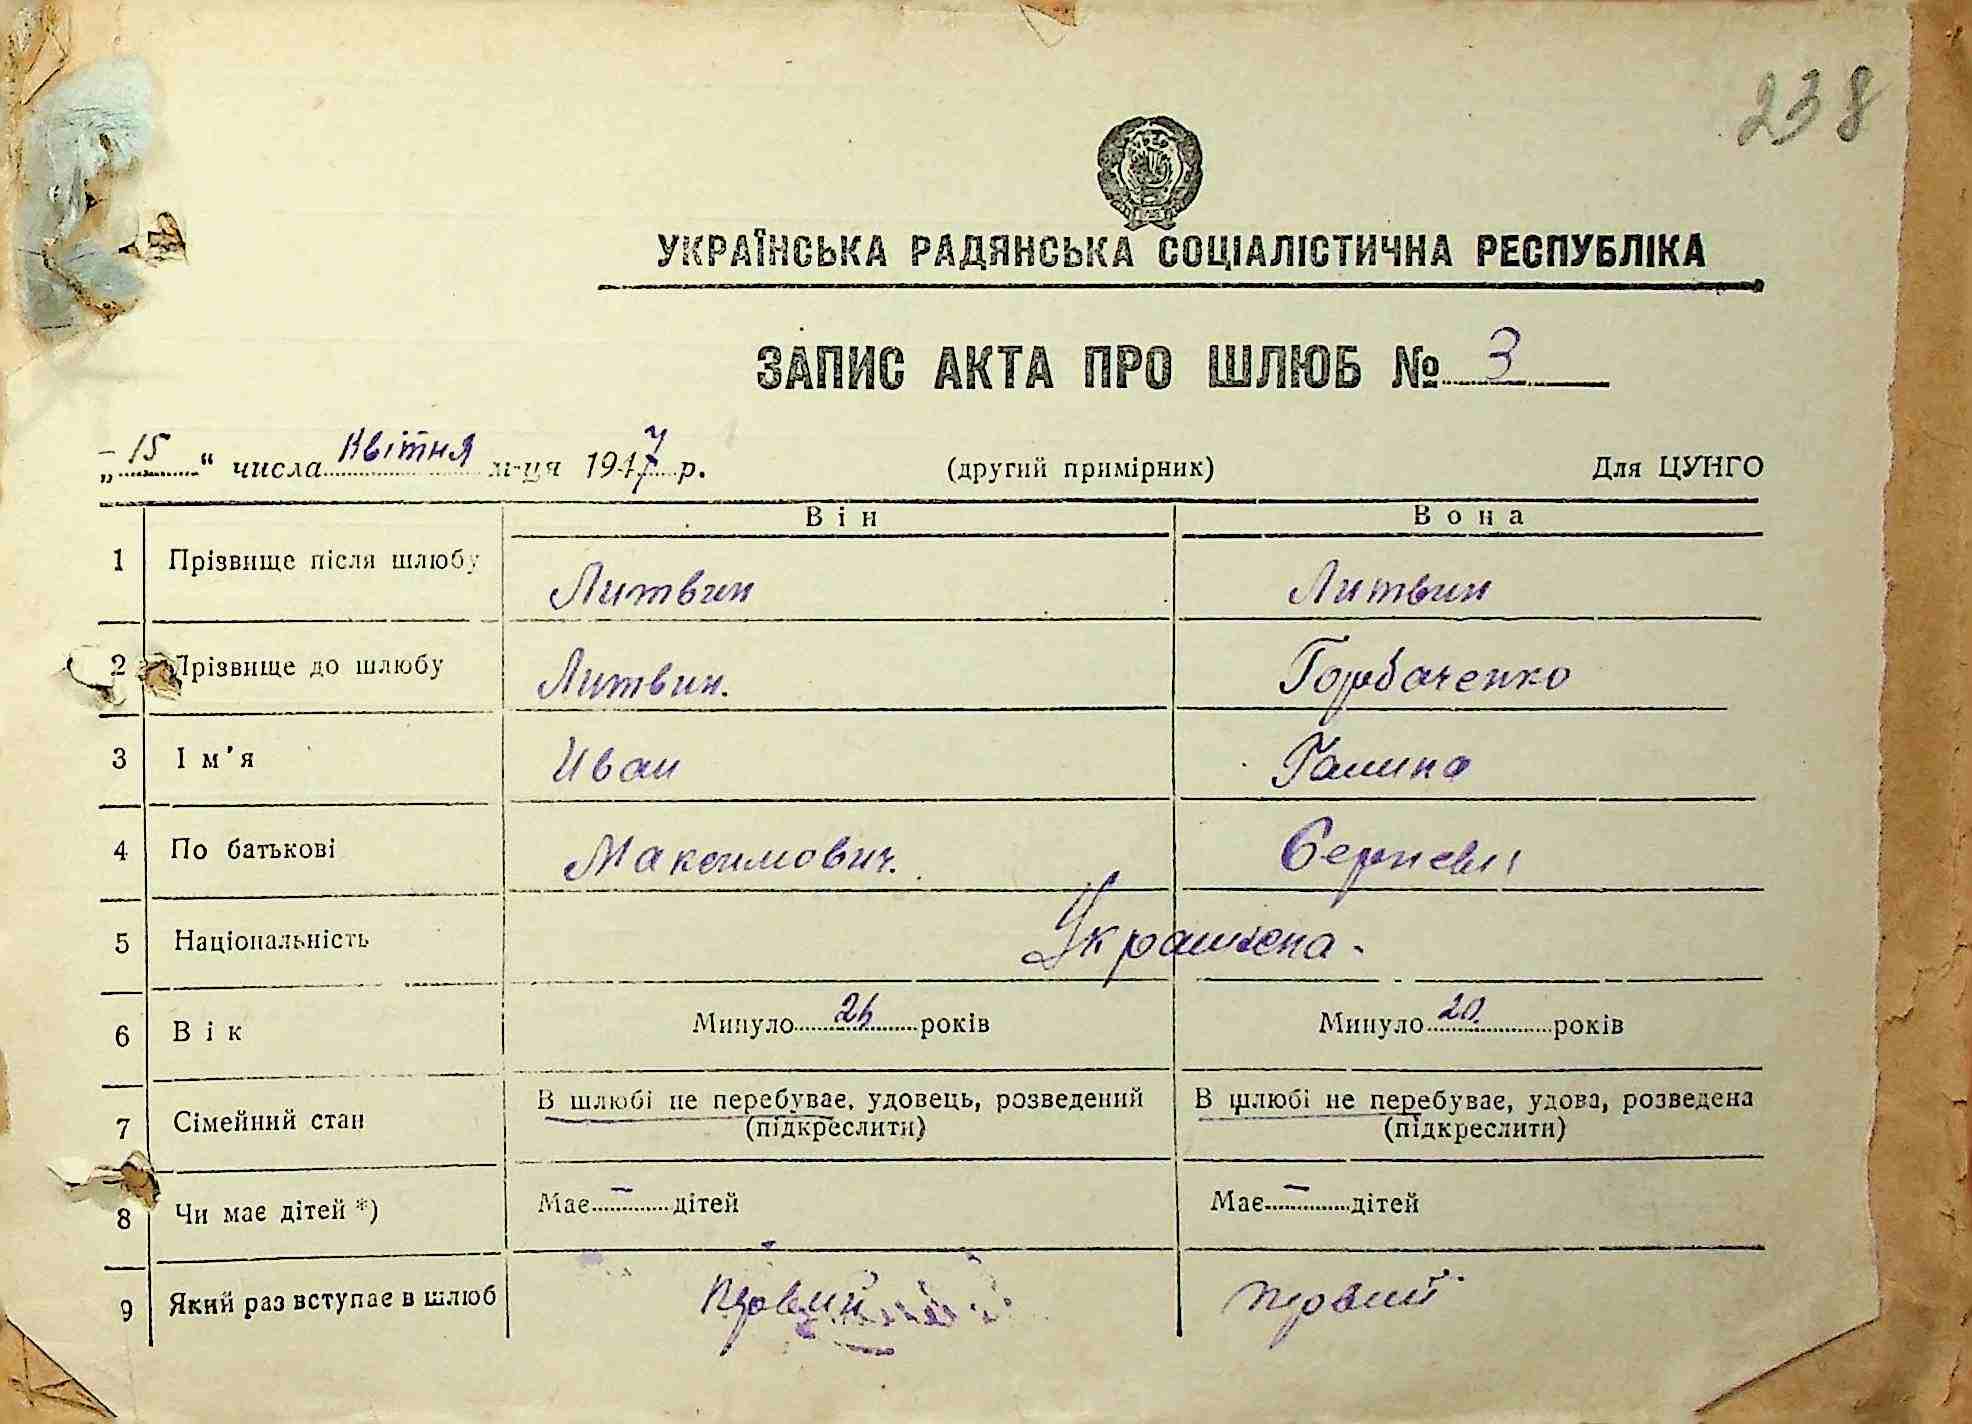 238
УКРАЇНСЬКА РАДЯНСЬКА СОЦІАЛІСТИЧНА РЕСПУБЛІКА
ЗАПИС АКТА ПРО ШЛЮБ № 3
„15“ числа Квітня м-ця 1947 р. (другий примірник) Для ЦУНГО
Він Вона
1 Прізвище після шлюбу Литвин Литвин
2 Прізвище до шлюбу Литвин. Горбаченко
3 Ім'я Иван Галина
4 По батькові Максимович.
5 Національність
6 Вік Минуло років Минуло 20. років
7 Сімейний стан В шлюбі не перебуває, удовець, розведений В шлюбі не перебуває, удова, розведена
(підкреслити) (підкреслити)
8 Чи має дітей *) Має – дітей Має – дітей
9 Який раз вступає в шлюб первий первий